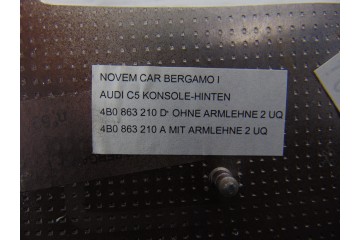 NOVEM CAR BERGAMO I
AUDI C5 KONSOLE-HINTEN
4B0 863 210 D* OHNE ARMLEHNE 2 UQ
4B0 863 210 A MIT ARMLEHNE 2 UQ